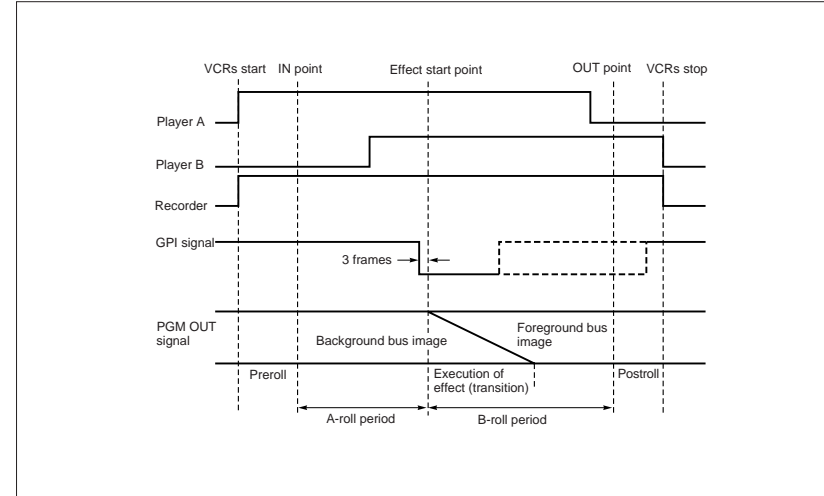 VCRs start IN point Effect start point OUT point VCRs stop
Player A
Player B
Recorder
GPI signal
3 frames
PGM OUT
signal
Background bus image
Foreground bus
image
Preroll
Execution of
effect (transition)
Postroll
A-roll period
B-roll period